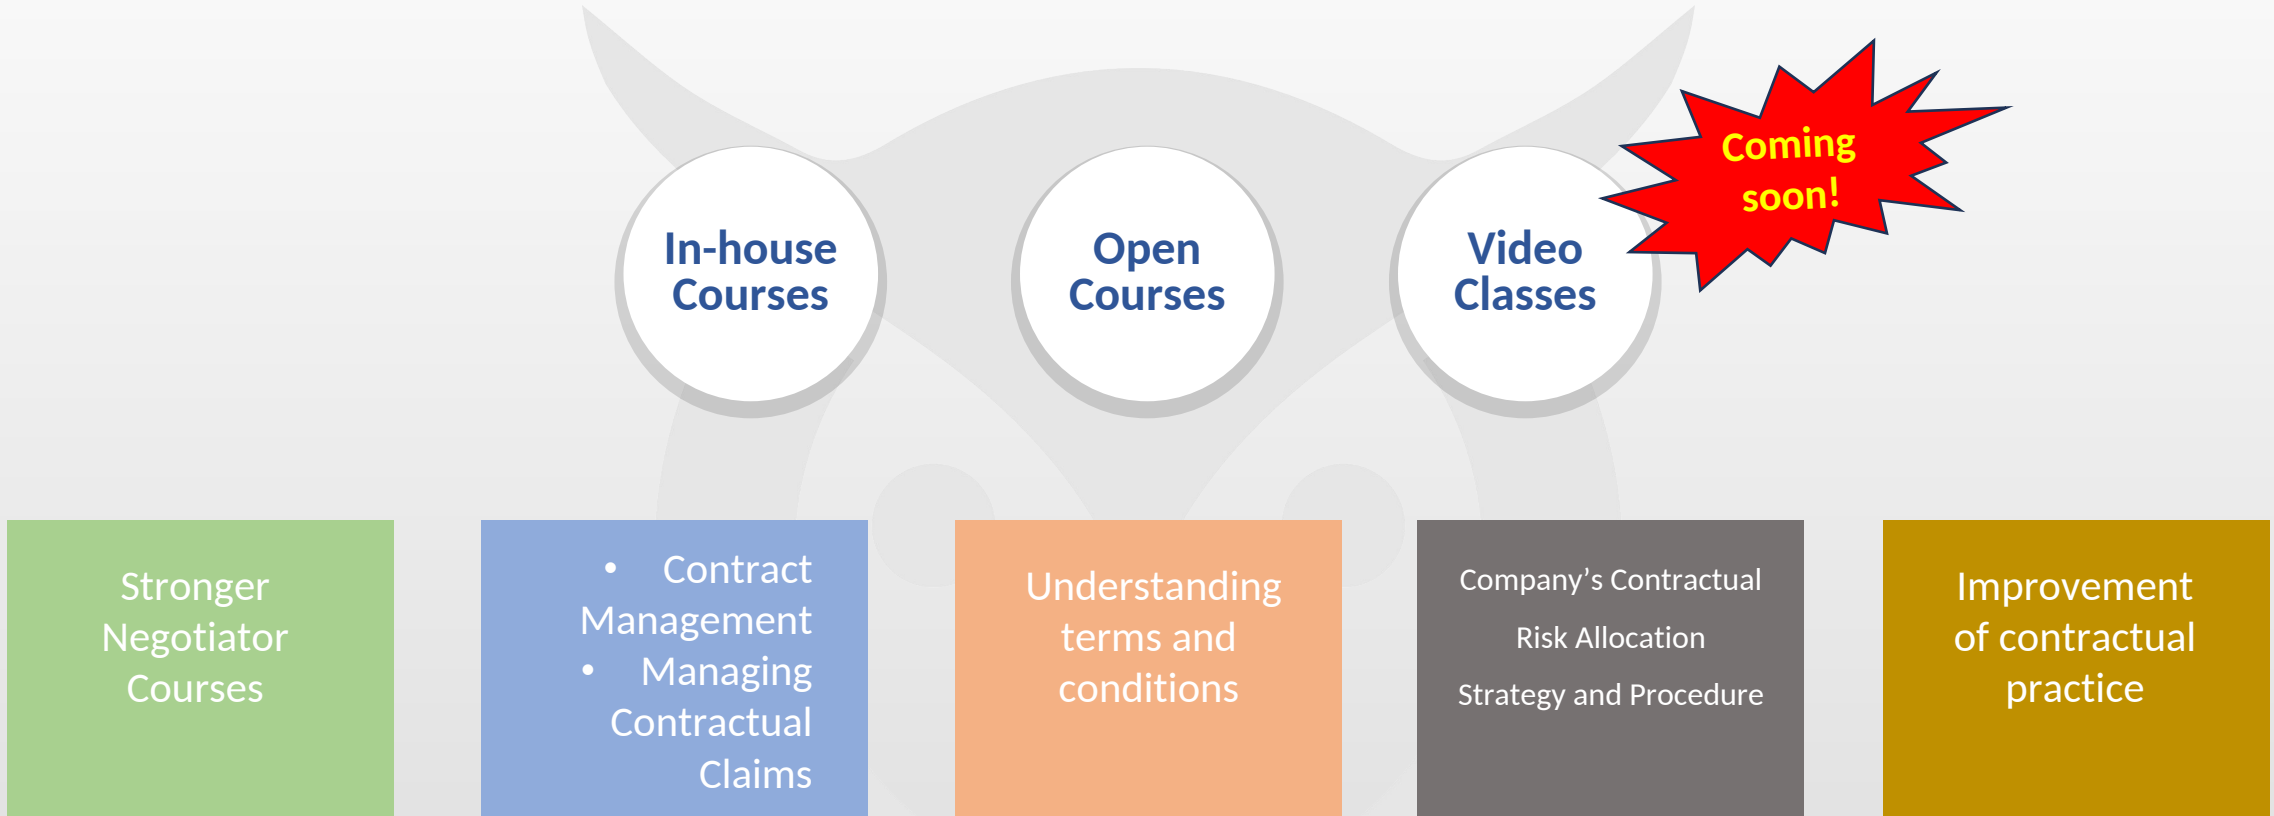 In-house
Courses
Open
Courses
Video
Classes
Coming
soon!
Stronger
Negotiator
Courses
• Contract
Management
• Managing
Contractual
Claims
Understanding
terms and
conditions
Company’s Contractual
Risk Allocation
Strategy and Procedure
Improvement
of contractual
practice